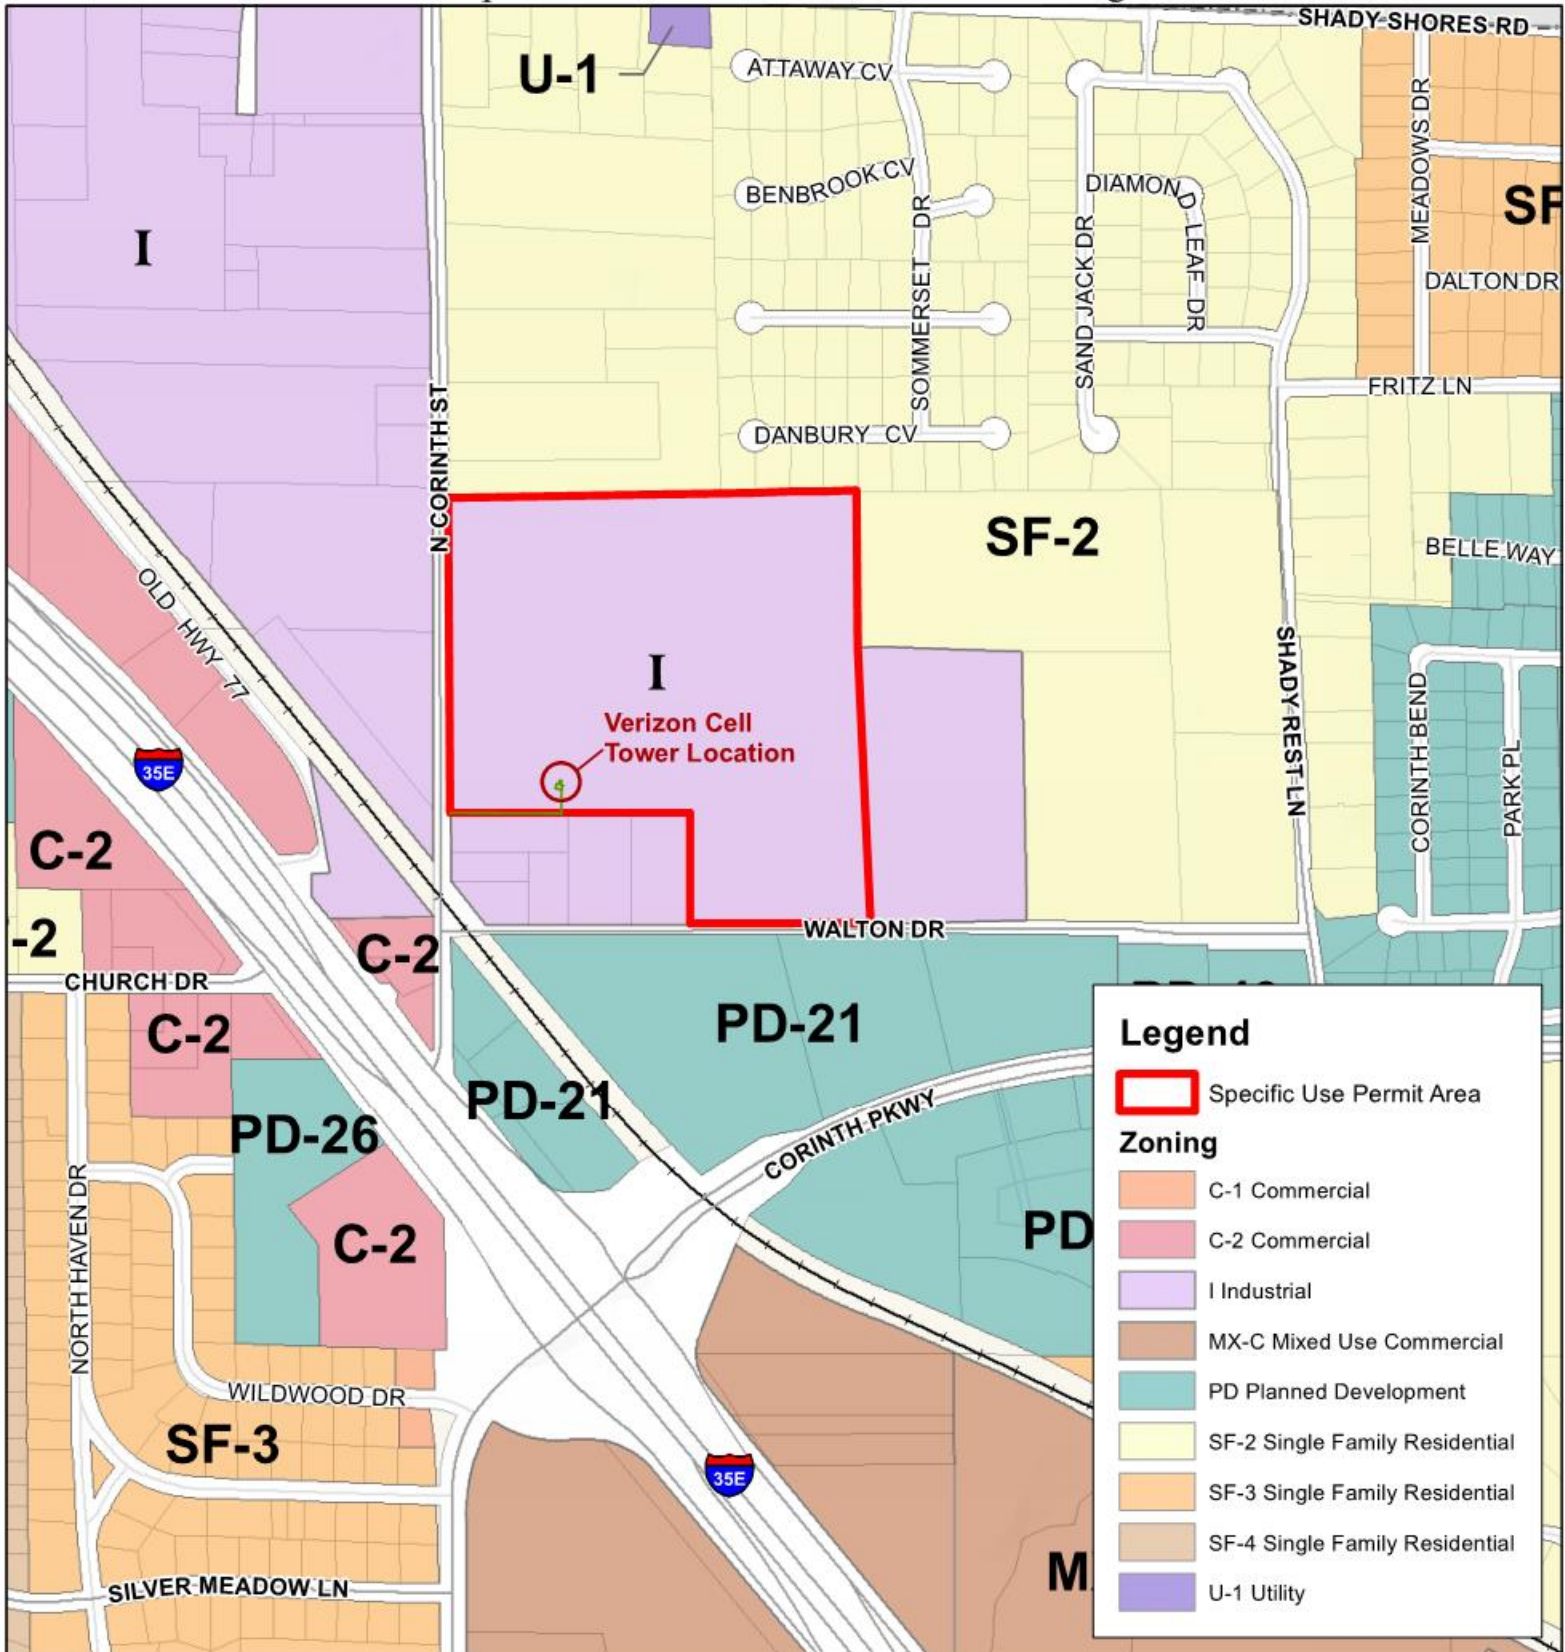 SHADY SHORES RD
U-1
ATTAWAY CV
MEADOWS DR
BENBROOK CV
DIAMOND LEAF DR
SF
I
SOMMERSET DR
SAND JACK DR
DALTON DR
N CORINTH ST
FRITZ LN
DANBURY CV
SF-2
BELLE WAY
OLD HWY 77
I
Verizon Cell
Tower Location
SHADY REST LN
CORINTH BEND
PARK PL
35E
4
C-2
-2
C-2
WALTON DR
CHURCH DR
C-2
PD-21
PD-21
PD-26
CORINTH PKWY
C-2
PD
NORTH HAVEN DR
WILDWOOD DR
SF-3
35E
SILVER MEADOW LN
M
Legend
Specific Use Permit Area
Zoning
C-1 Commercial
C-2 Commercial
I Industrial
MX-C Mixed Use Commercial
PD Planned Development
SF-2 Single Family Residential
SF-3 Single Family Residential
SF-4 Single Family Residential
U-1 Utility